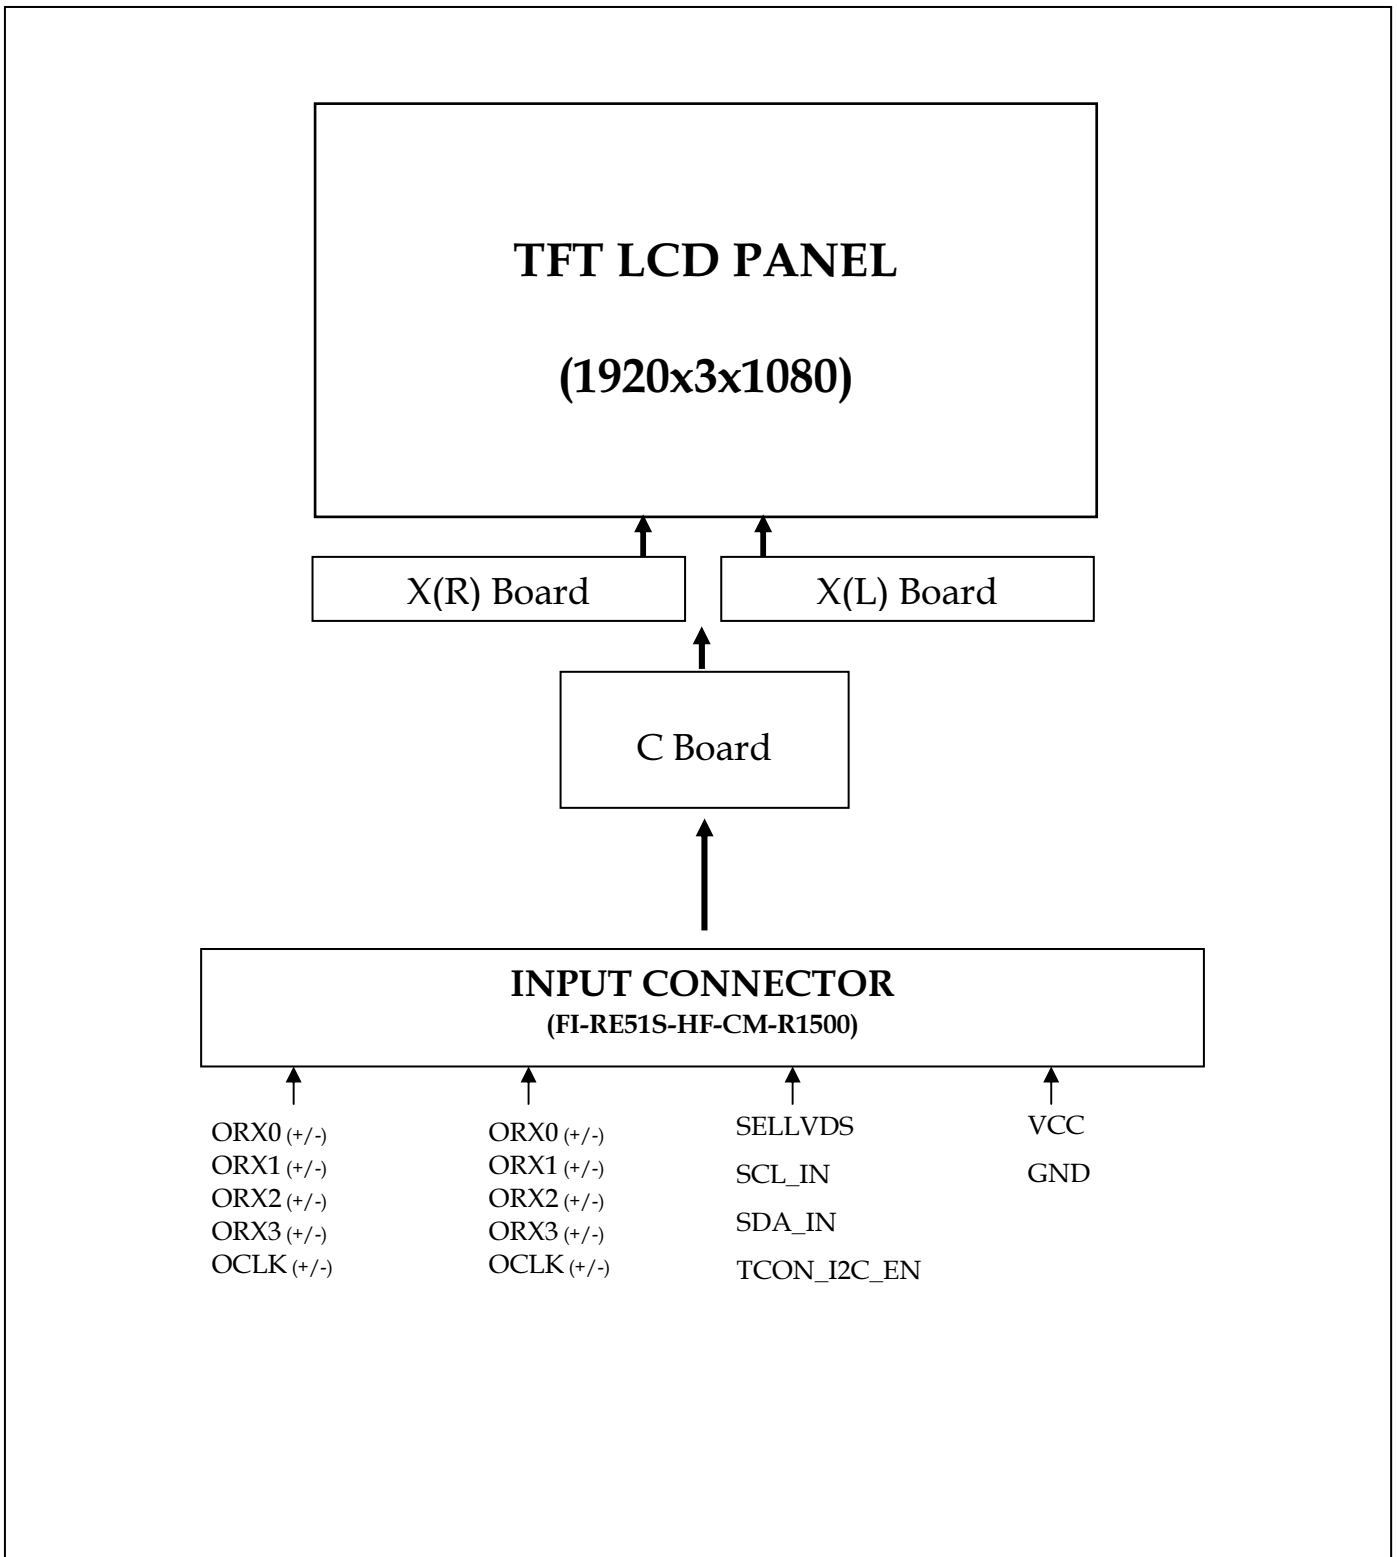 TFT LCD PANEL
(1920x3x1080)
X(R) Board
X(L) Board
C Board
INPUT CONNECTOR
(FI-RE51S-HF-CM-R1500)
ORX0 (+/-)
ORX1 (+/-)
ORX2 (+/-)
ORX3 (+/-)
OCLK (+/-)
ORX0 (+/-)
ORX1 (+/-)
ORX2 (+/-)
ORX3 (+/-)
OCLK (+/-)
SELLVDS
SCL_IN
SDA_IN
TCON_I2C_EN
VCC
GND